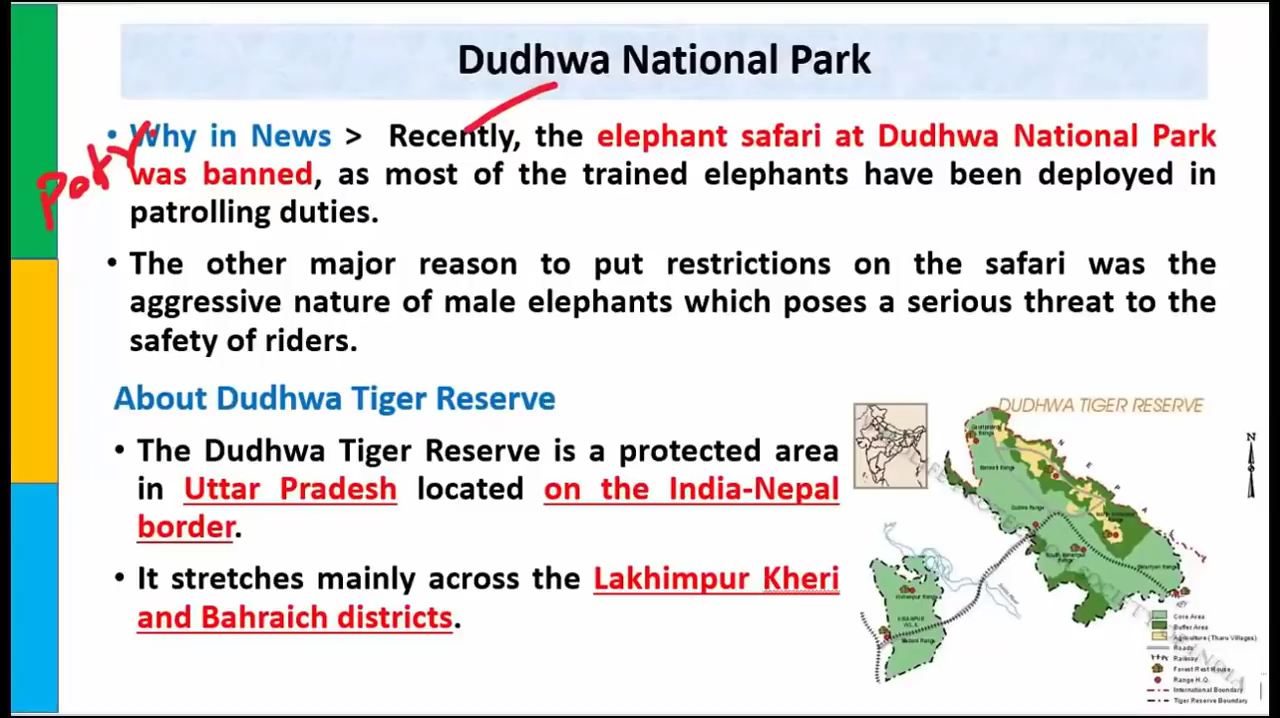 Dudhwa National Park
• Why in News > Recently, the elephant safari at Dudhwa National Park
was banned, as most of the trained elephants have been deployed in
patrolling duties.
• The other major reason to put restrictions on the safari was the
aggressive nature of male elephants which poses a serious threat to the
safety of riders.
About Dudhwa Tiger Reserve
• The Dudhwa Tiger Reserve is a protected area
in Uttar Pradesh located on the India-Nepal
border.
• It stretches mainly across the Lakhimpur Kheri
and Bahraich districts.
DUDHWA TIGER RESERVE
N
KEY
Core Area
Buffer Area
Agriculture (Tharu Villages)
Roads
Railway
Forest Rest House
Range H.Q.
International Boundary
Tiger Reserve Boundary